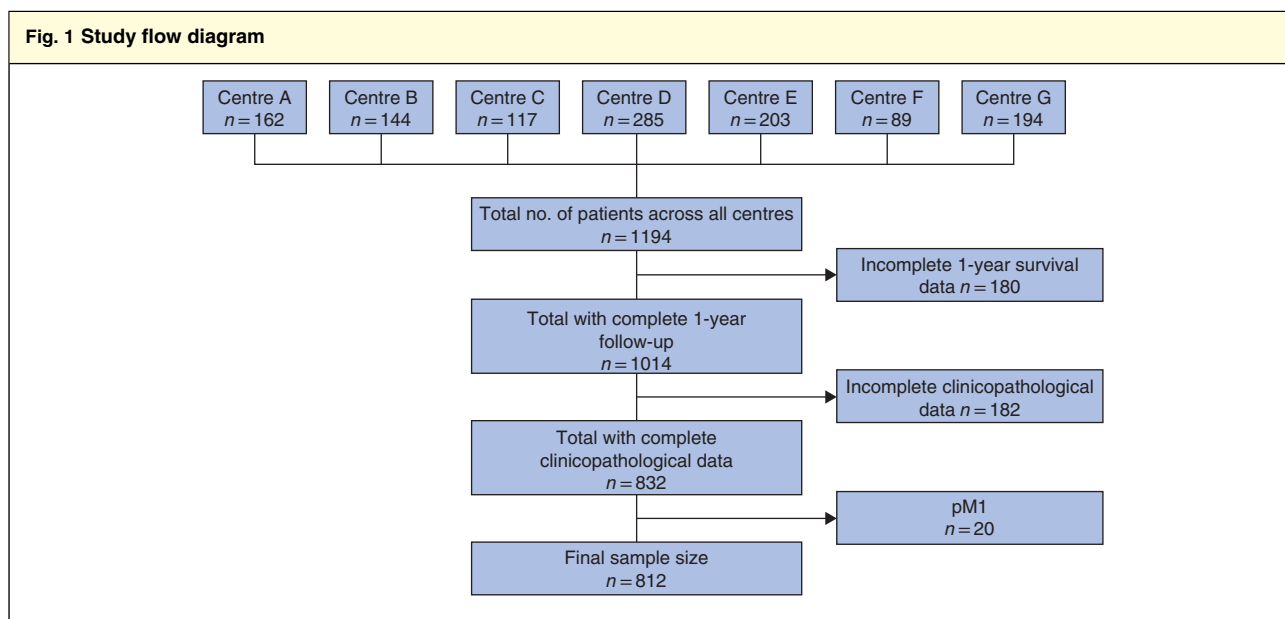 Fig. 1 Study flow diagram
Centre A
n = 162
Centre B
n = 144
Centre C
n = 117
Centre D
n = 285
Centre E
n = 203
Centre F
n = 89
Centre G
n = 194
Total no. of patients across all centres
n = 1194
Incomplete 1-year survival
data n = 180
Total with complete 1-year
follow-up
n = 1014
Incomplete clinicopathological
data n = 182
Total with complete
clinicopathological data
n = 832
pM1
n = 20
Final sample size
n = 812